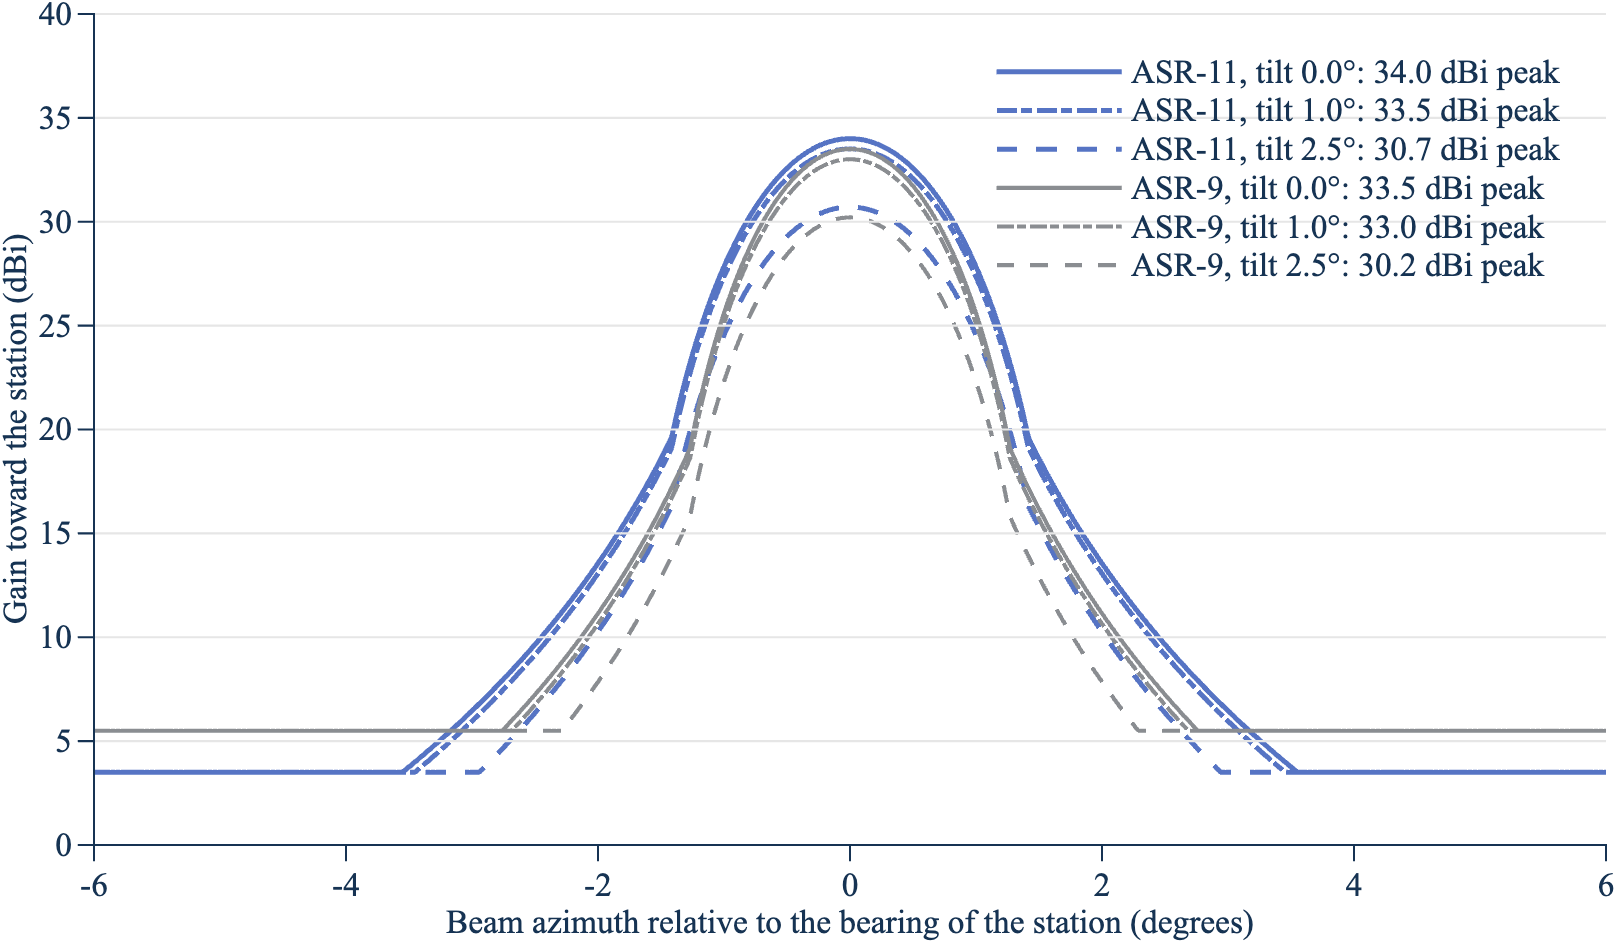 40
35
30
25
20
15
10
5
0
Gain toward the station (dBi)
ASR-11, tilt 0.0°: 34.0 dBi peak
ASR-11, tilt 1.0°: 33.5 dBi peak
ASR-11, tilt 2.5°: 30.7 dBi peak
ASR-9, tilt 0.0°: 33.5 dBi peak
ASR-9, tilt 1.0°: 33.0 dBi peak
ASR-9, tilt 2.5°: 30.2 dBi peak
-6 -4 -2 0 2 4 6
Beam azimuth relative to the bearing of the station (degrees)